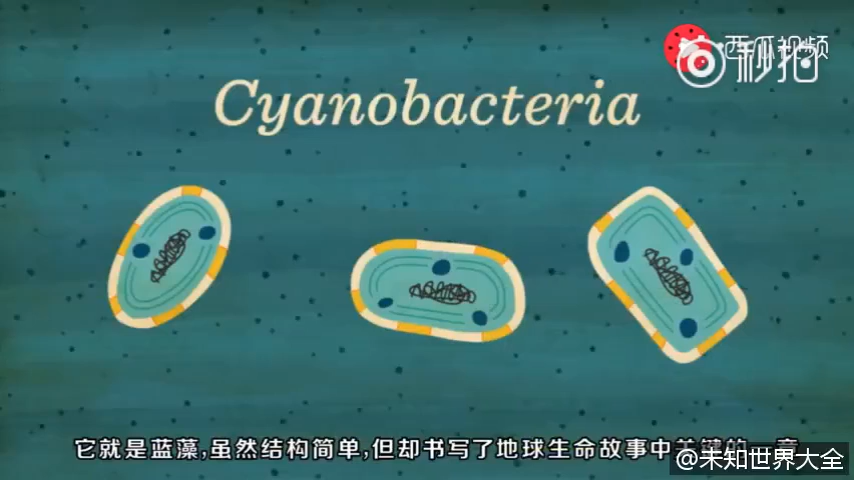 西瓜视频
秒拍
Cyanobacteria
它就是蓝藻,虽然结构简单,但却书写了地球生命故事中关键的一章
@未知世界大全